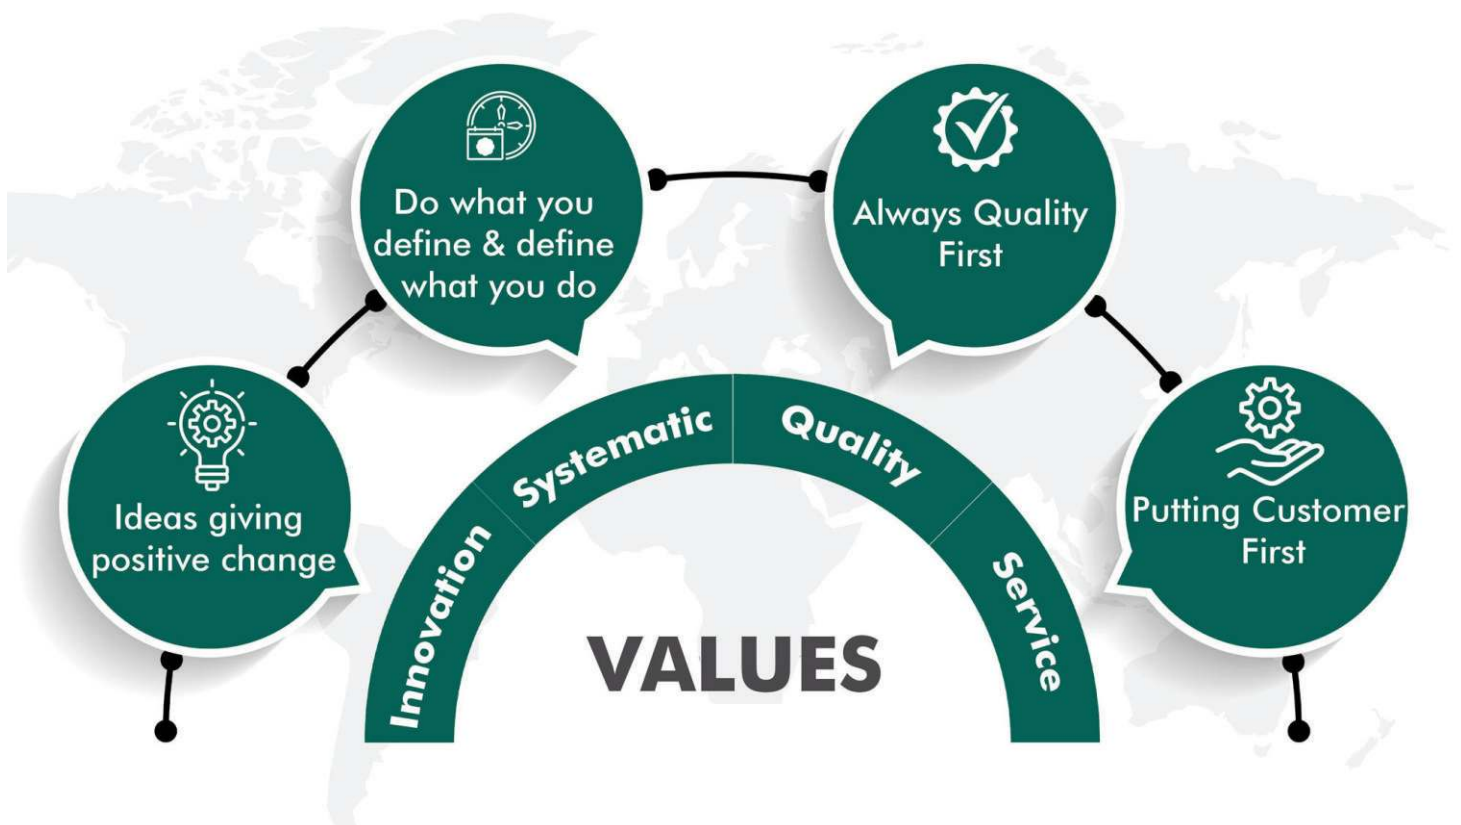 Do what you
define & define
what you do
Always Quality
First
Ideas giving
positive change
Putting Customer
First
Innovation
Systematic
Quality
Service
VALUES